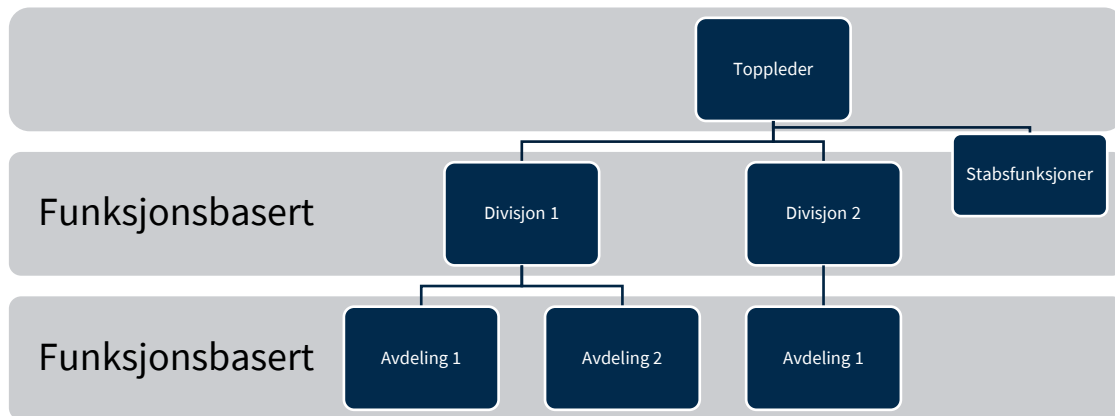 Toppleder
Stabsfunksjoner
Funksjonsbasert
Divisjon 1
Divisjon 2
Funksjonsbasert
Avdeling 1
Avdeling 2
Avdeling 1